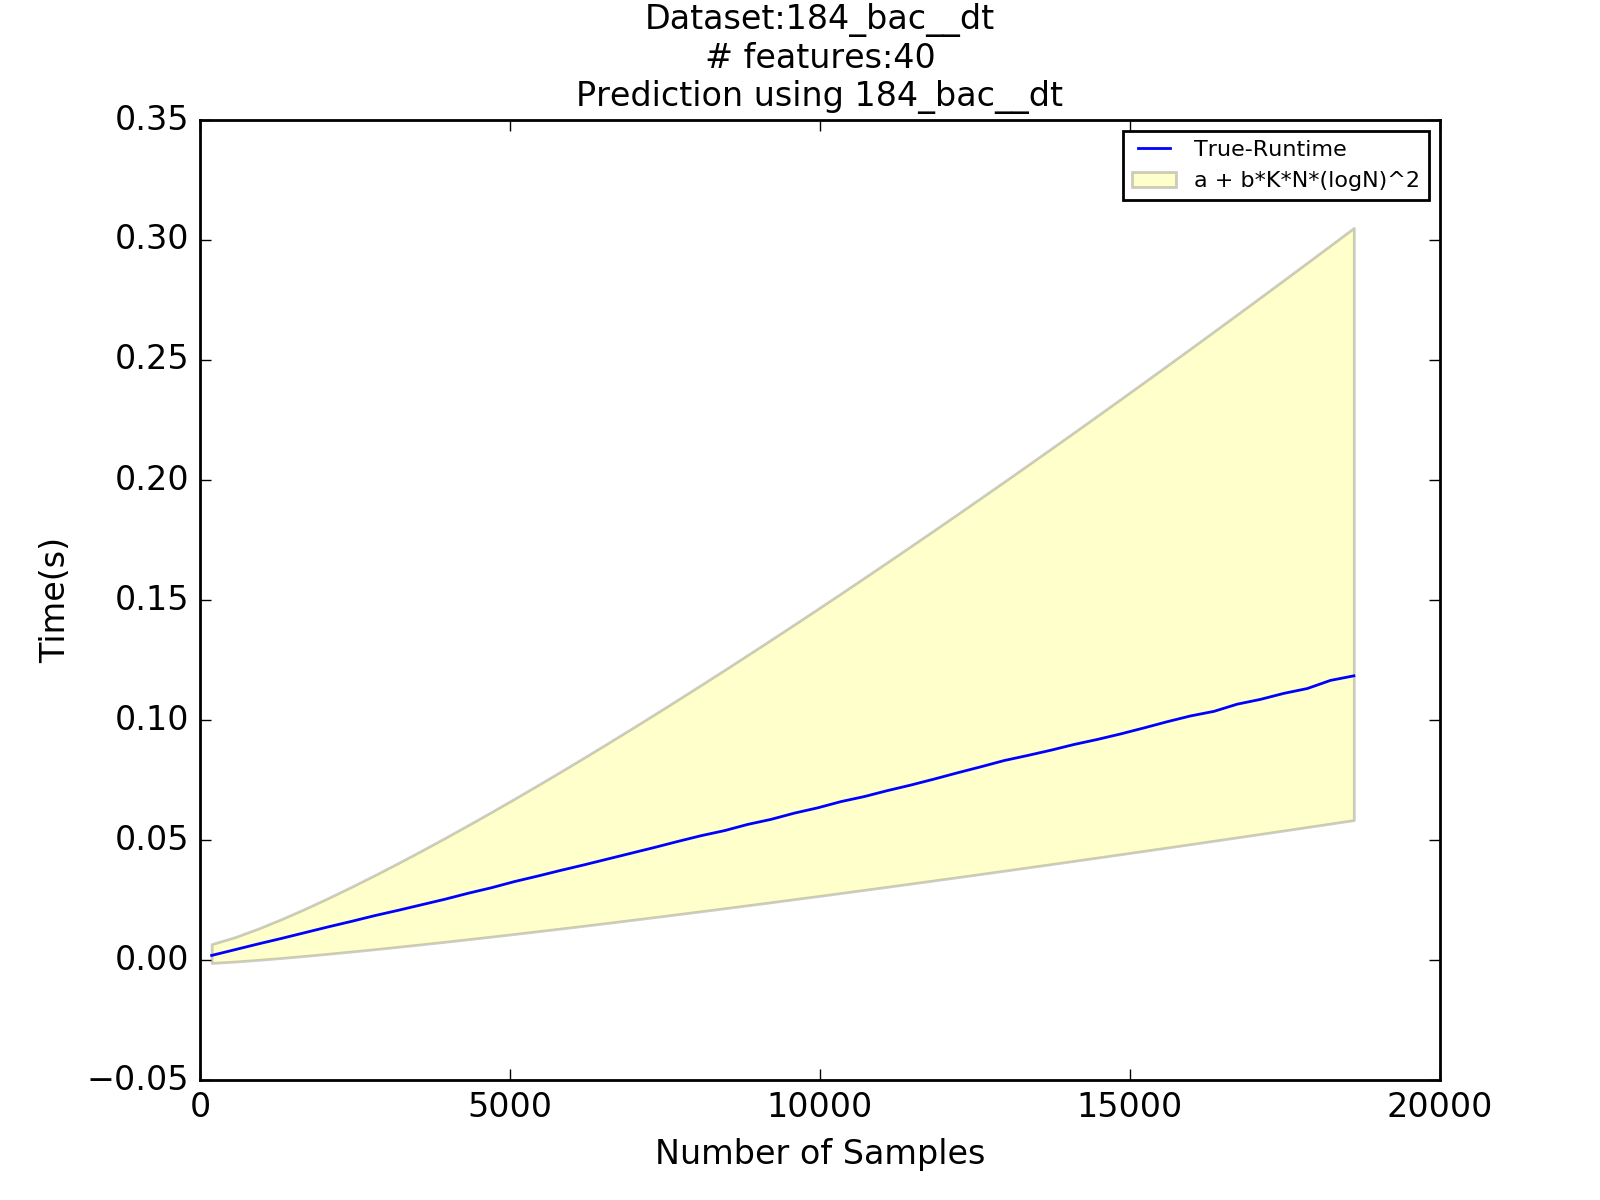 Dataset:184_bac__dt
# features:40
Prediction using 184_bac__dt
0.35
0.30
0.25
0.20
0.15
0.10
0.05
0.00
−0.05
Time(s)
True-Runtime
a + b*K*N*(logN)^2
0 5000 10000 15000 20000
Number of Samples